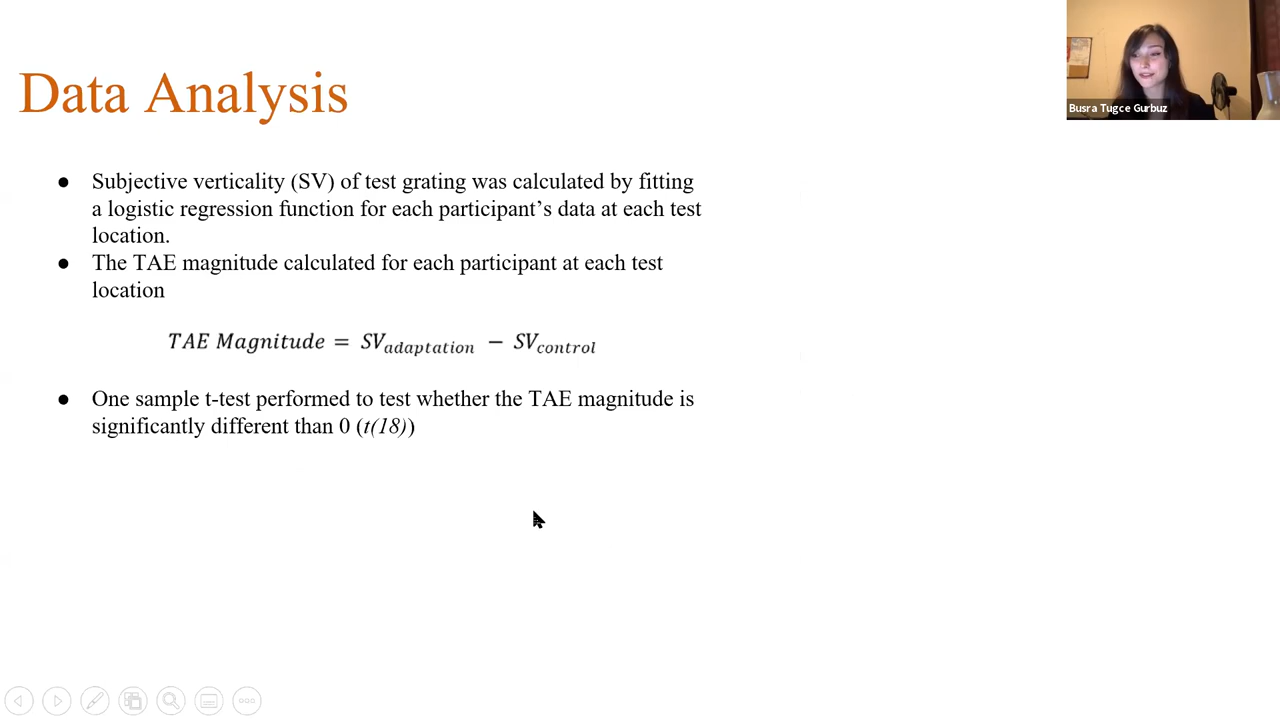 Data Analysis
Busra Tugce Gurbuz
● Subjective verticality (SV) of test grating was calculated by fitting
a logistic regression function for each participant’s data at each test
location.
● The TAE magnitude calculated for each participant at each test
location
TAE Magnitude = SV_adaptation − SV_control
● One sample t-test performed to test whether the TAE magnitude is
significantly different than 0 (t(18))